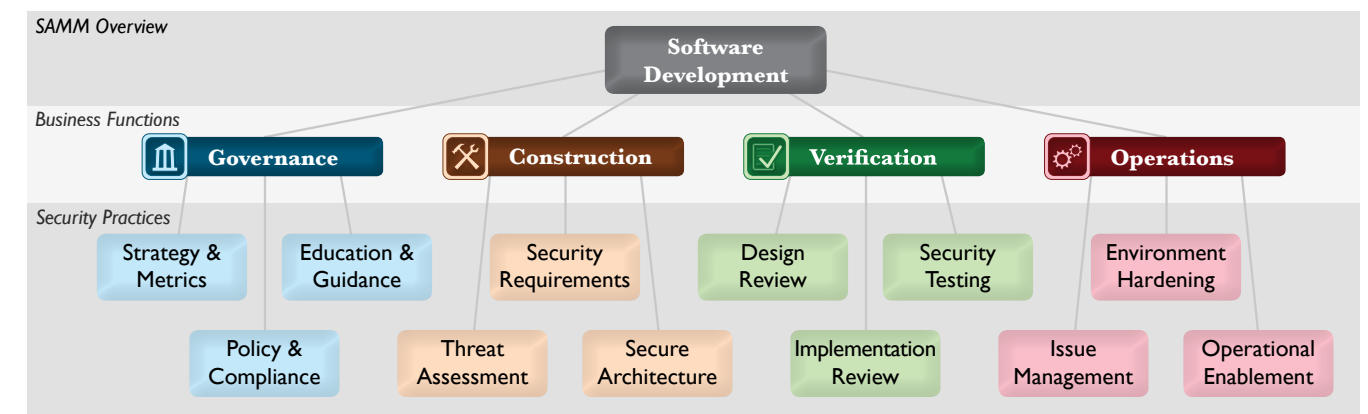 SAMM Overview
Software
Development
Business Functions
Governance
Construction
Verification
Operations
Security Practices
Strategy &
Metrics
Education &
Guidance
Security
Requirements
Design
Review
Security
Testing
Environment
Hardening
Policy &
Compliance
Threat
Assessment
Secure
Architecture
Implementation
Review
Issue
Management
Operational
Enablement